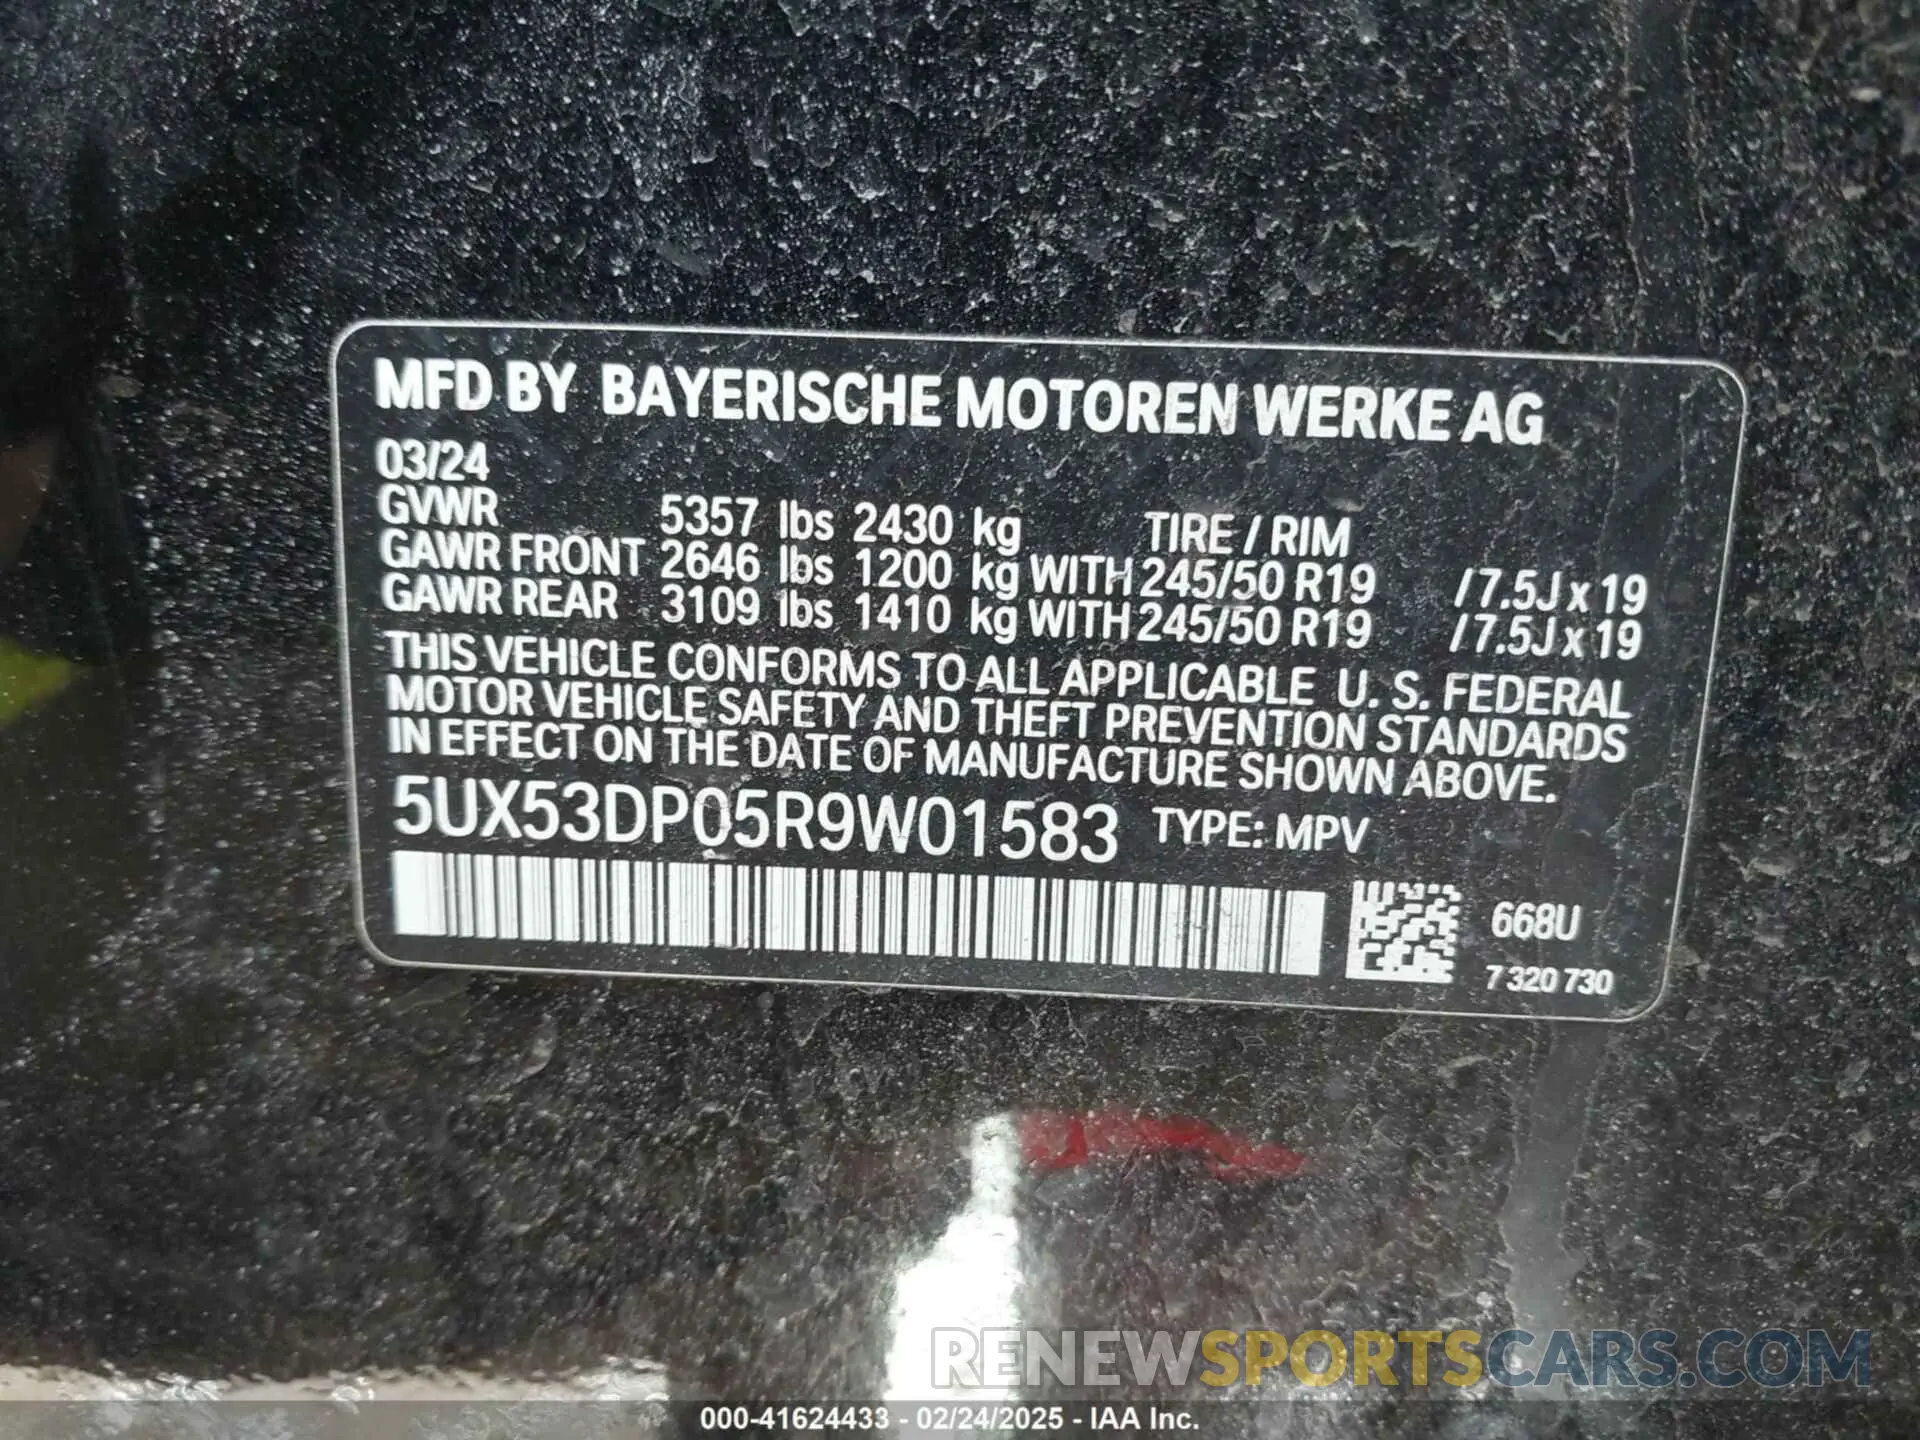 MFD BY BAYERISCHE MOTOREN WERKE AG
03/24
GVWR 5357 lbs 2430 kg TIRE / RIM
GAWR FRONT 2646 lbs 1200 kg WITH 245/50 R19 / 7.5J x 19
GAWR REAR 3109 lbs 1410 kg WITH 245/50 R19 / 7.5J x 19
THIS VEHICLE CONFORMS TO ALL APPLICABLE U. S. FEDERAL
MOTOR VEHICLE SAFETY AND THEFT PREVENTION STANDARDS
IN EFFECT ON THE DATE OF MANUFACTURE SHOWN ABOVE.
5UX53DP05R9W01583 TYPE: MPV
668U
7 320 730
RENEWSPORTSCARS.COM
000-41624433 - 02/24/2025 - IAA Inc.